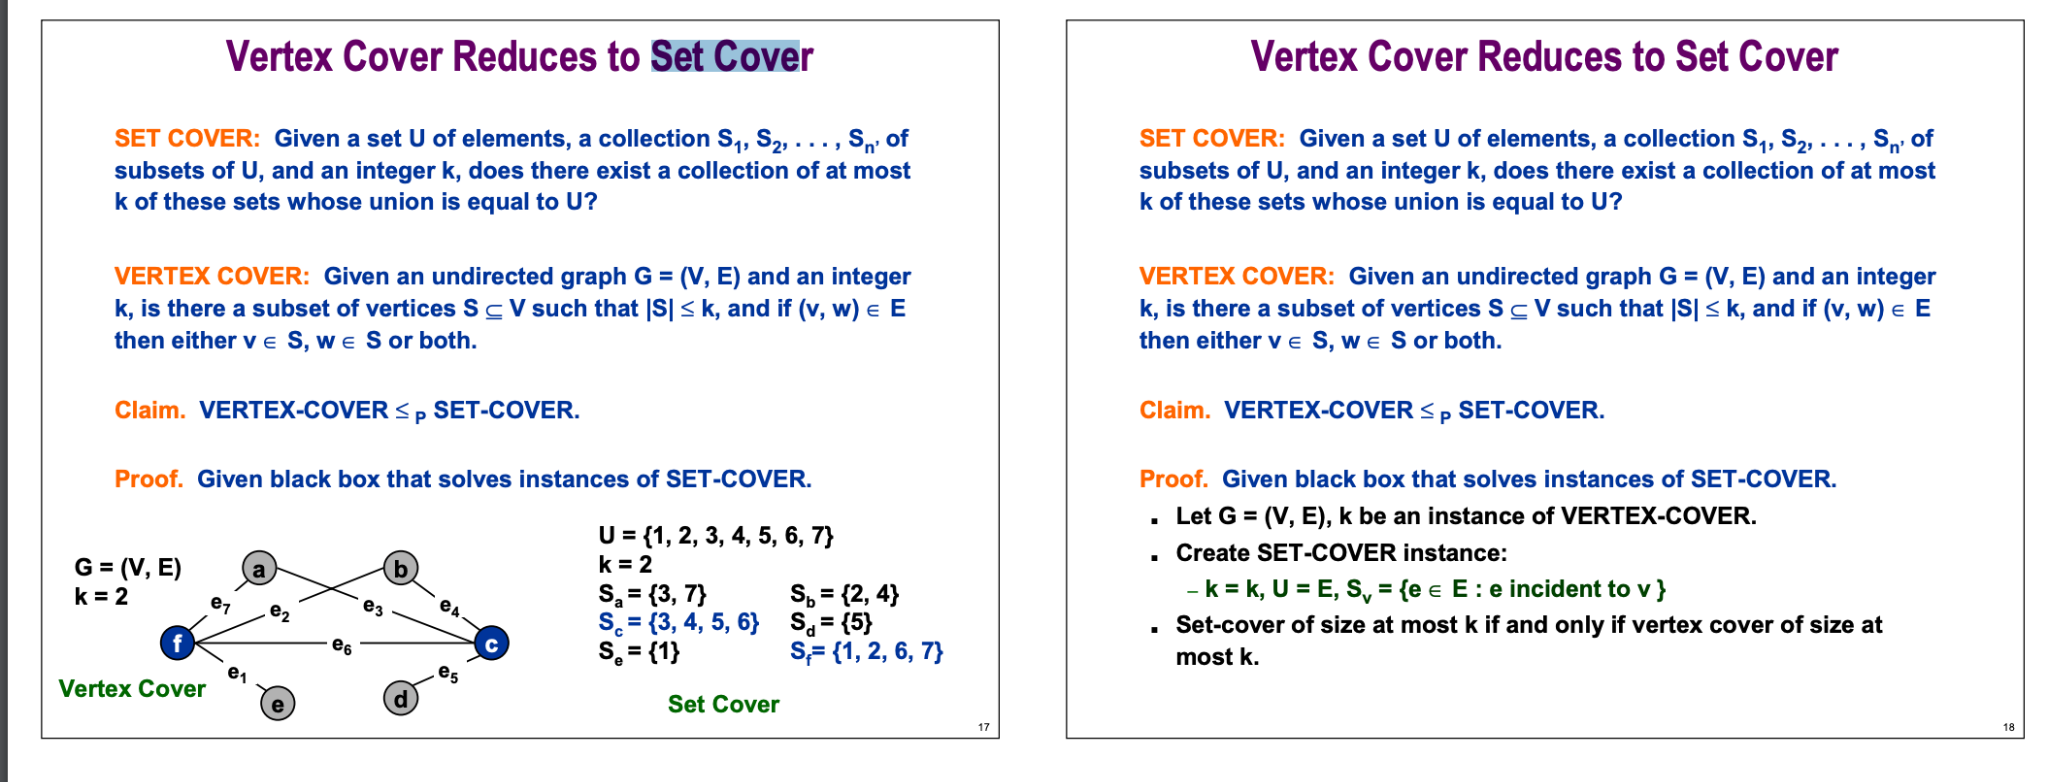 Vertex Cover Reduces to Set Cover
SET COVER: Given a set U of elements, a collection S₁, S₂, . . . , Sₙ' of
subsets of U, and an integer k, does there exist a collection of at most
k of these sets whose union is equal to U?
VERTEX COVER: Given an undirected graph G = (V, E) and an integer
k, is there a subset of vertices S ⊆ V such that |S| ≤ k, and if (v, w) ∈ E
then either v ∈ S, w ∈ S or both.
Claim. VERTEX-COVER ≤ P SET-COVER.
Proof. Given black box that solves instances of SET-COVER.
G = (V, E)
k = 2
a
b
e₇
e₂
e₃
e₄
f
e₆
c
e₁
e₅
e
d
Vertex Cover
U = {1, 2, 3, 4, 5, 6, 7}
k = 2
Sa = {3, 7} Sb = {2, 4}
Sc = {3, 4, 5, 6} Sd = {5}
Se = {1} Sf= {1, 2, 6, 7}
Set Cover
17
Vertex Cover Reduces to Set Cover
SET COVER: Given a set U of elements, a collection S₁, S₂, . . . , Sₙ' of
subsets of U, and an integer k, does there exist a collection of at most
k of these sets whose union is equal to U?
VERTEX COVER: Given an undirected graph G = (V, E) and an integer
k, is there a subset of vertices S ⊆ V such that |S| ≤ k, and if (v, w) ∈ E
then either v ∈ S, w ∈ S or both.
Claim. VERTEX-COVER ≤ P SET-COVER.
Proof. Given black box that solves instances of SET-COVER.
▪ Let G = (V, E), k be an instance of VERTEX-COVER.
▪ Create SET-COVER instance:
– k = k, U = E, Sv = {e ∈ E : e incident to v }
▪ Set-cover of size at most k if and only if vertex cover of size at
most k.
18